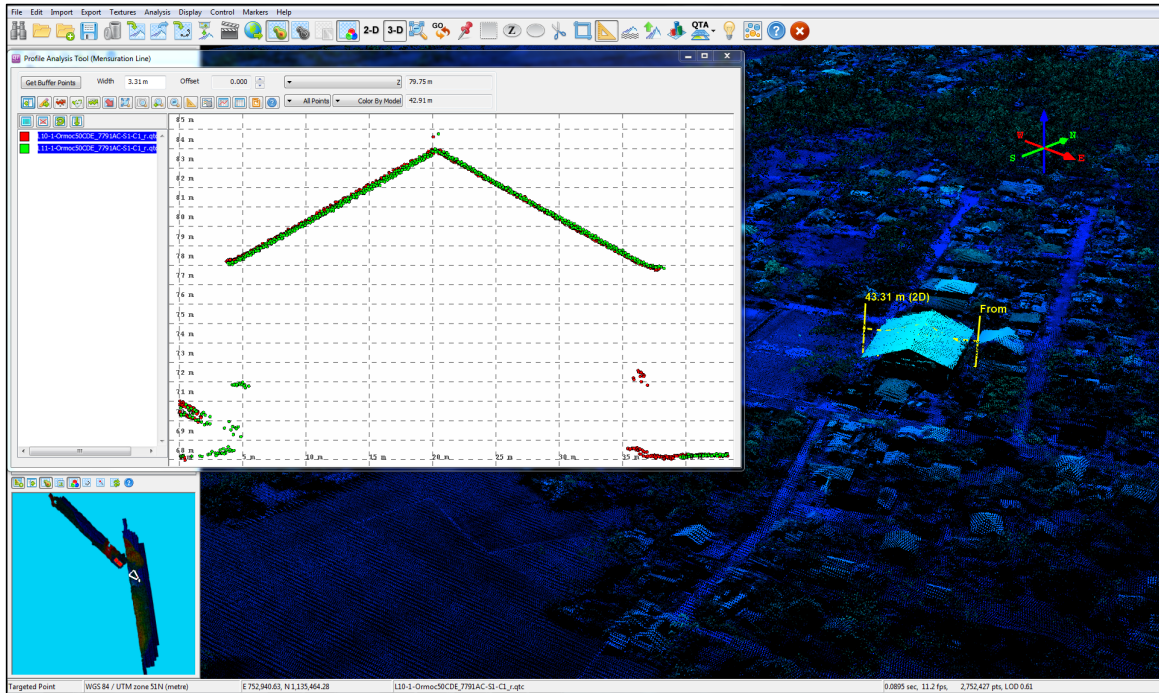 File Edit Import Export Textures Analysis Display Control Markers Help
2-D 3-D GO Z QTA
Profile Analysis Tool (Mensuration Line)
Get Buffer Points Width 3.31 m Offset 0.000 Z 79.75 m
All Points Color By Model 42.91 m
L10-1-Ormoc50CDE_7791AC-S1-C1_r.qtc
L11-1-Ormoc50CDE_7791AC-S1-C1_r.qtc
85 m
84 m
83 m
82 m
81 m
80 m
79 m
78 m
77 m
76 m
75 m
74 m
73 m
72 m
71 m
69 m
68 m
5 m 10 m 15 m 20 m 25 m 30 m 35 m
W N
S E
43.31 m (2D)
From
Targeted Point WGS 84 / UTM zone 51N (metre) E 752,940.63, N 1,135,464.28 L10-1-Ormoc50CDE_7791AC-S1-C1_r.qtc 0.0895 sec, 11.2 fps, 2,752,427 pts, LOD 0.61